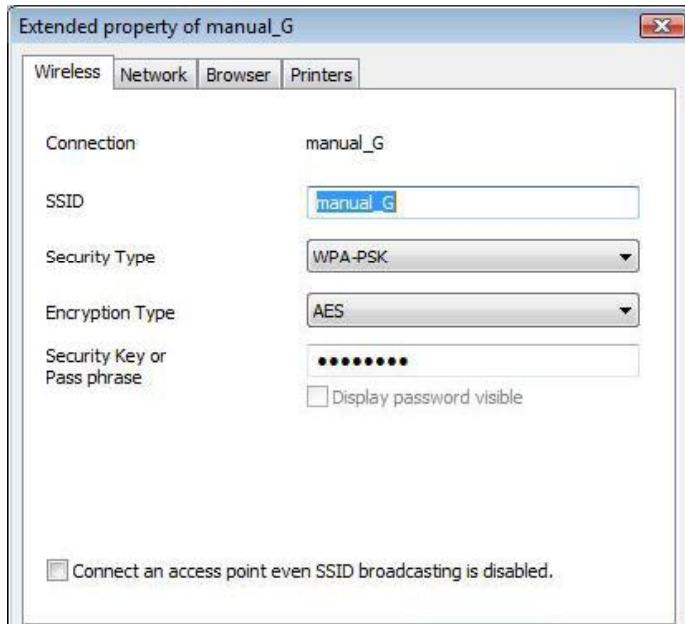 Extended property of manual_G
Wireless Network Browser Printers
Connection manual_G
SSID manual_G
Security Type WPA-PSK
Encryption Type AES
Security Key or
Pass phrase ●●●●●●●●
Display password visible
Connect an access point even SSID broadcasting is disabled.